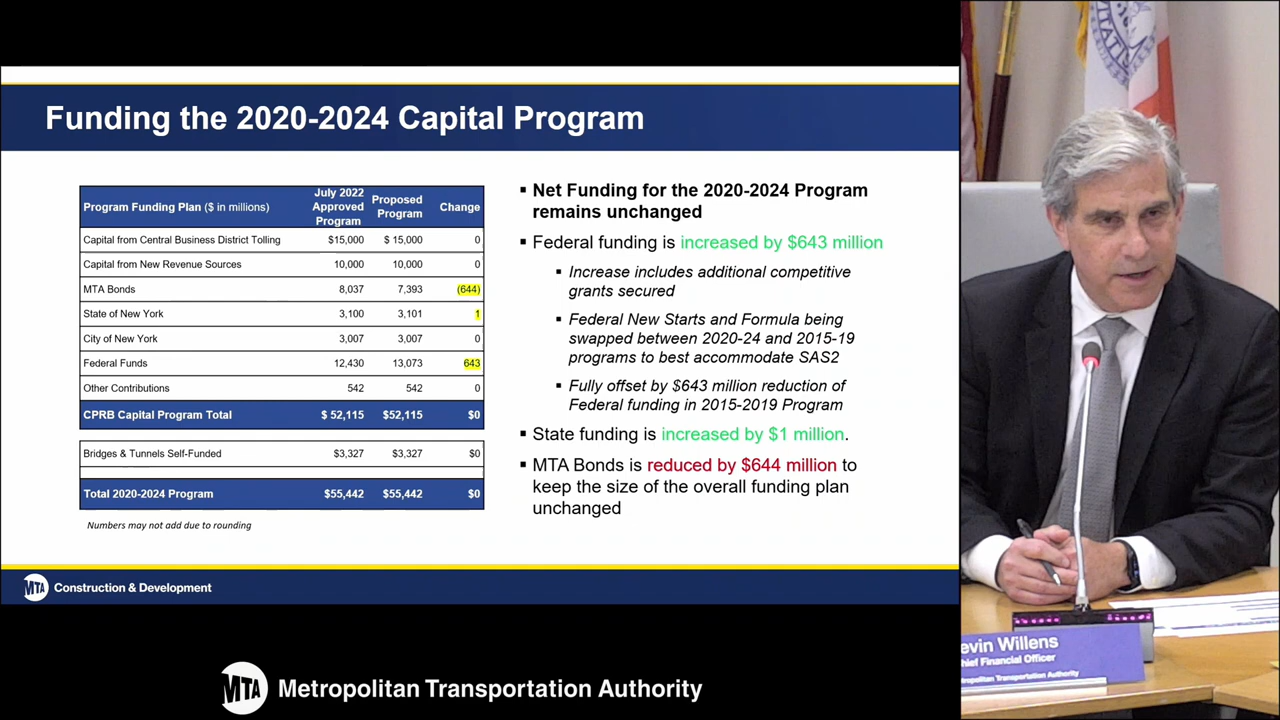 Funding the 2020-2024 Capital Program
Program Funding Plan ($ in millions) July 2022 Approved Program Proposed Program Change
Capital from Central Business District Tolling $15,000 $ 15,000 0
Capital from New Revenue Sources 10,000 10,000 0
MTA Bonds 8,037 7,393 (644)
State of New York 3,100 3,101 1
City of New York 3,007 3,007 0
Federal Funds 12,430 13,073 643
Other Contributions 542 542 0
CPRB Capital Program Total $ 52,115 $52,115 $0
Bridges & Tunnels Self-Funded $3,327 $3,327 $0
Total 2020-2024 Program $55,442 $55,442 $0
Numbers may not add due to rounding
▪ Net Funding for the 2020-2024 Program
remains unchanged
▪ Federal funding is increased by $643 million
▪ Increase includes additional competitive
grants secured
▪ Federal New Starts and Formula being
swapped between 2020-24 and 2015-19
programs to best accommodate SAS2
▪ Fully offset by $643 million reduction of
Federal funding in 2015-2019 Program
▪ State funding is increased by $1 million.
▪ MTA Bonds is reduced by $644 million to
keep the size of the overall funding plan
unchanged
MTA Construction & Development
MTA Metropolitan Transportation Authority
evin Willens
hief Financial Officer
ropolitan Transportation Authority